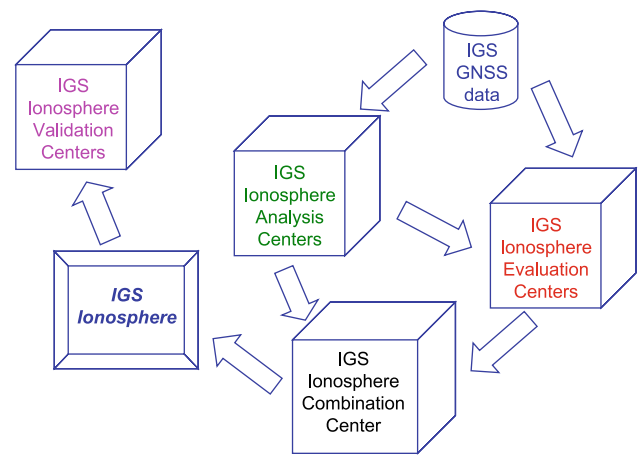 IGS
Ionosphere
Validation
Centers
IGS
GNSS
data
IGS
Ionosphere
Analysis
Centers
IGS
Ionosphere
Evaluation
Centers
IGS
Ionosphere
IGS
Ionosphere
Combination
Center